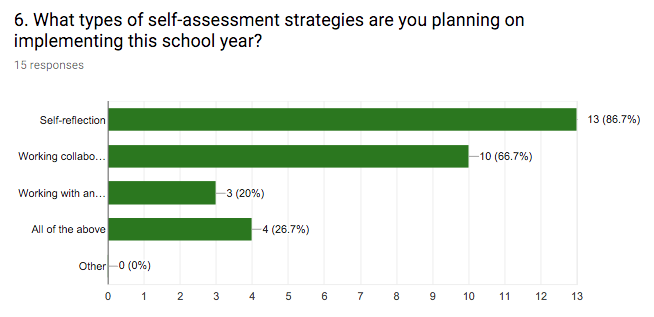 6. What types of self-assessment strategies are you planning on
implementing this school year?
15 responses
Self-reflection 13 (86.7%)
Working collabo... 10 (66.7%)
Working with an... 3 (20%)
All of the above 4 (26.7%)
Other 0 (0%)
0 1 2 3 4 5 6 7 8 9 10 11 12 13